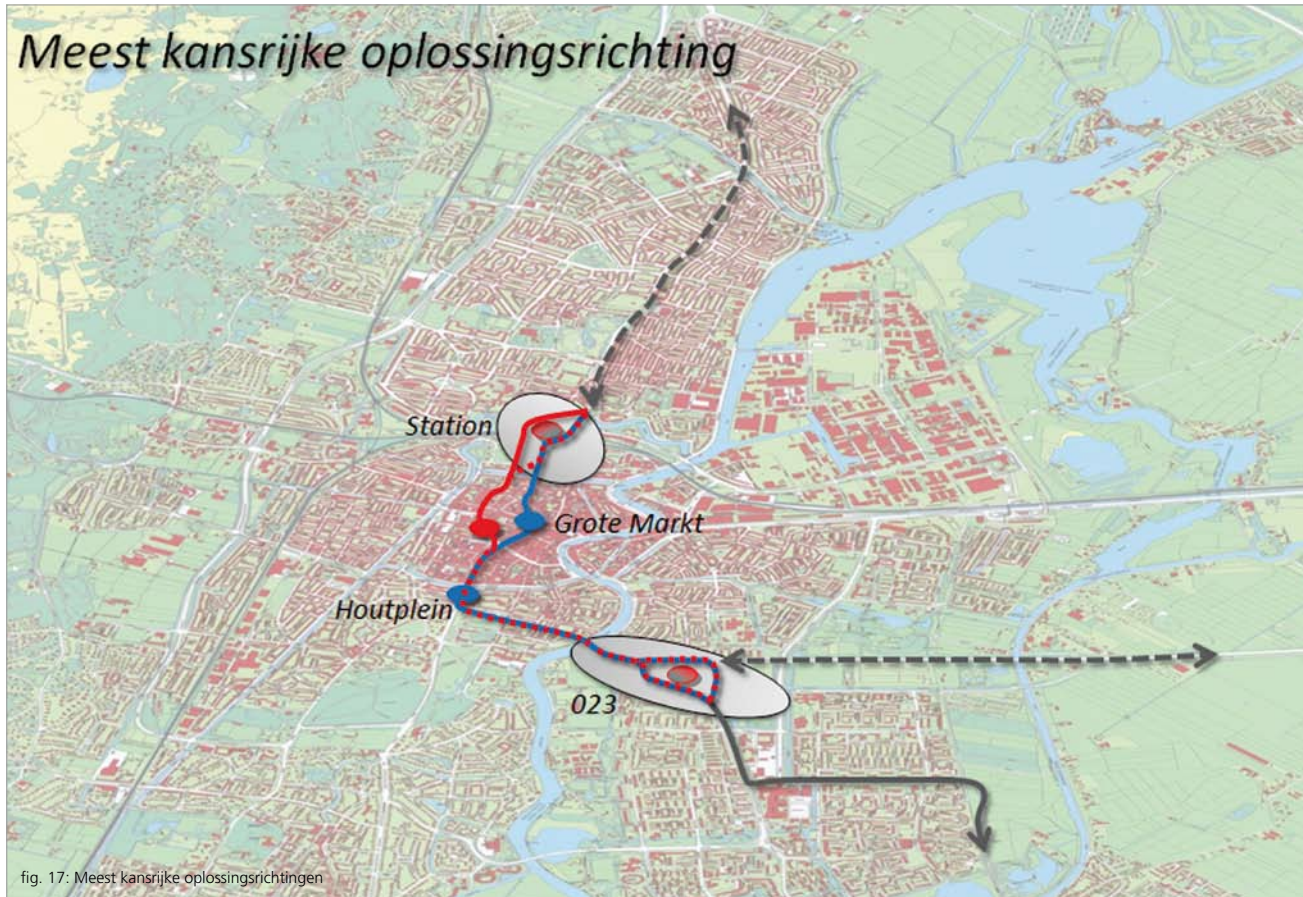 Meest kansrijke oplossingsrichting
Station
Grote Markt
Houtplein
023
fig. 17: Meest kansrijke oplossingsrichtingen